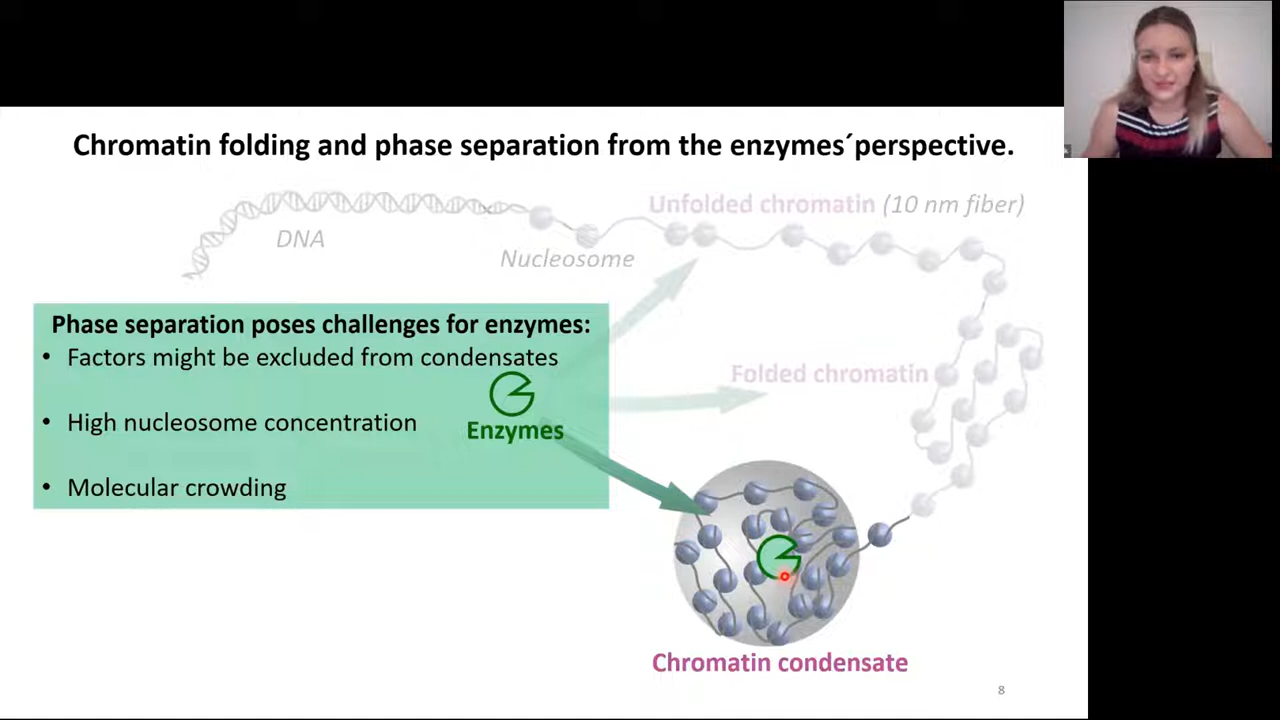 Chromatin folding and phase separation from the enzymes´perspective.
DNA
Nucleosome
Unfolded chromatin (10 nm fiber)
Phase separation poses challenges for enzymes:
• Factors might be excluded from condensates
• High nucleosome concentration
• Molecular crowding
Enzymes
Folded chromatin
Chromatin condensate
8